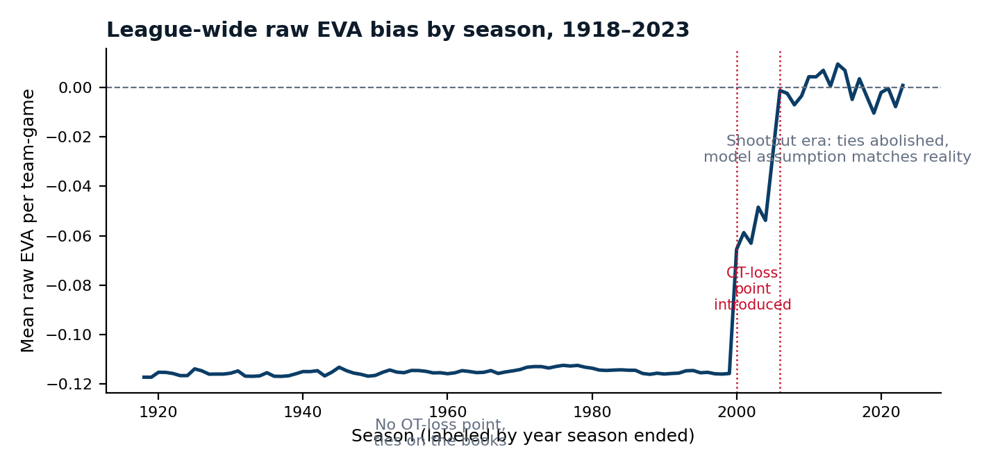 League-wide raw EVA bias by season, 1918–2023
Mean raw EVA per team-game
0.00
−0.02
−0.04
−0.06
−0.08
−0.10
−0.12
Shootout era: ties abolished,
model assumption matches reality
OT-loss
point
introduced
1920
1940
1960
1980
2000
2020
No OT-loss point,
ties on the books
Season (labeled by year season ended)